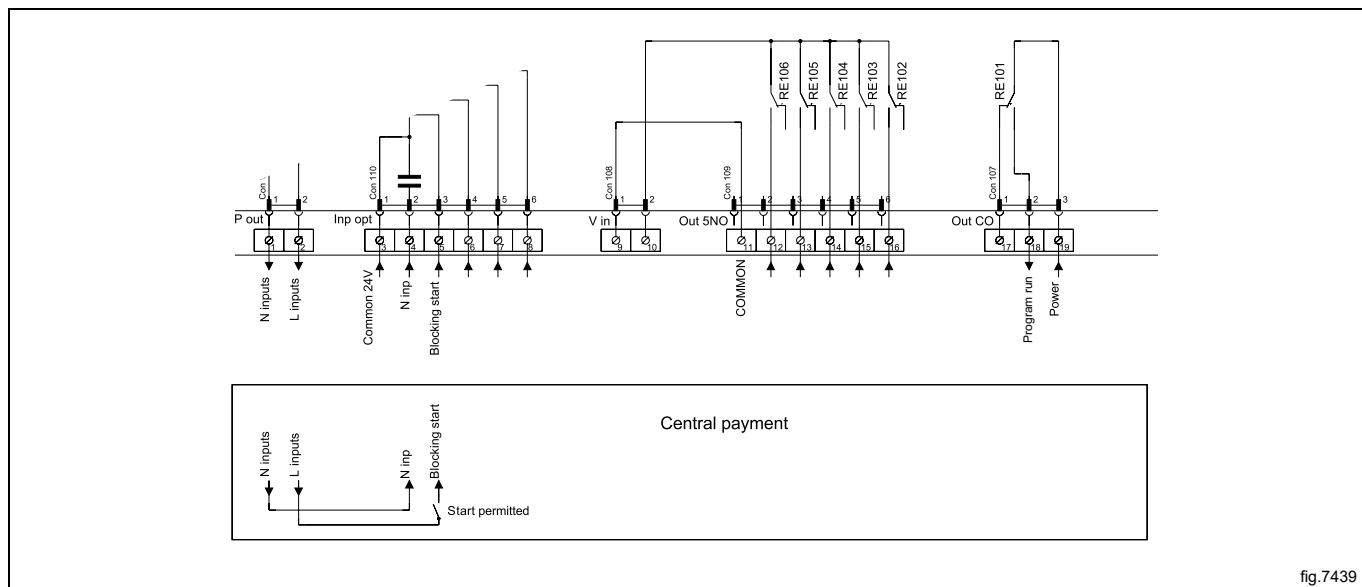 RE106
RE105
RE104
RE103
RE102
RE101
Con
1
2
Con 110
1
2
3
4
5
6
Con 108
1
2
Con 109
1
2
3
4
5
6
Con 107
1
2
3
P out
Inp opt
V in
Out 5NO
Out CO
1
2
3
4
5
6
7
8
9
10
11
12
13
14
15
16
17
18
19
N inputs
L inputs
Common 24V
N inp
Blocking start
COMMON
Program run
Power
Central payment
N inputs
L inputs
N inp
Blocking start
Start permitted
fig.7439